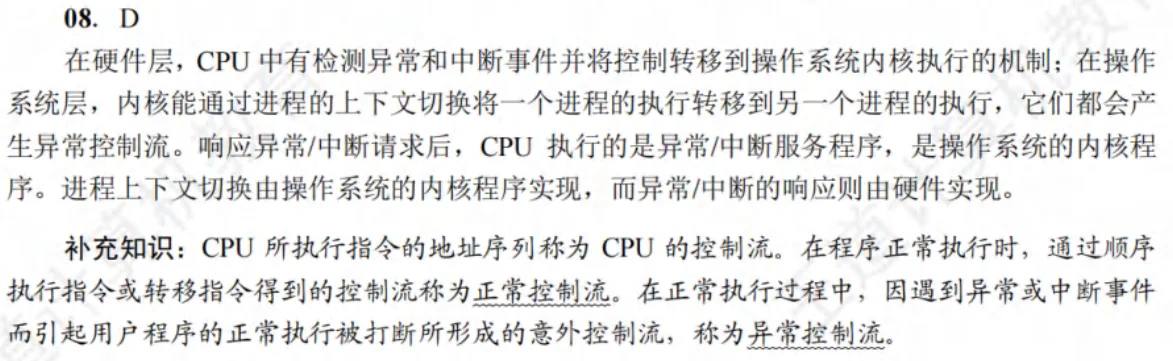 08. D
在硬件层，CPU 中有检测异常和中断事件并将控制转移到操作系统内核执行的机制；在操作
系统层，内核能通过进程的上下文切换将一个进程的执行转移到另一个进程的执行，它们都会产
生异常控制流。响应异常/中断请求后，CPU 执行的是异常/中断服务程序，是操作系统的内核程
序。进程上下文切换由操作系统的内核程序实现，而异常/中断的响应则由硬件实现。
补充知识：CPU 所执行指令的地址序列称为 CPU 的控制流。在程序正常执行时，通过顺序
执行指令或转移指令得到的控制流称为正常控制流。在正常执行过程中，因遇到异常或中断事件
而引起用户程序的正常执行被打断所形成的意外控制流，称为异常控制流。